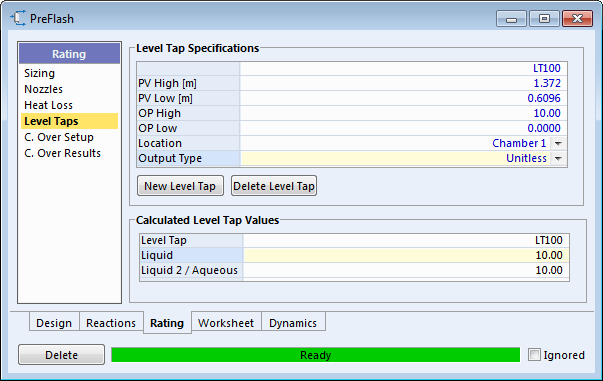 PreFlash
Rating
Sizing
Nozzles
Heat Loss
Level Taps
C. Over Setup
C. Over Results
Level Tap Specifications
LT100
PV High [m] 1.372
PV Low [m] 0.6096
OP High 10.00
OP Low 0.0000
Location Chamber 1
Output Type Unitless
New Level Tap Delete Level Tap
Calculated Level Tap Values
Level Tap LT100
Liquid 10.00
Liquid 2 / Aqueous 10.00
Design Reactions Rating Worksheet Dynamics
Delete Ready Ignored